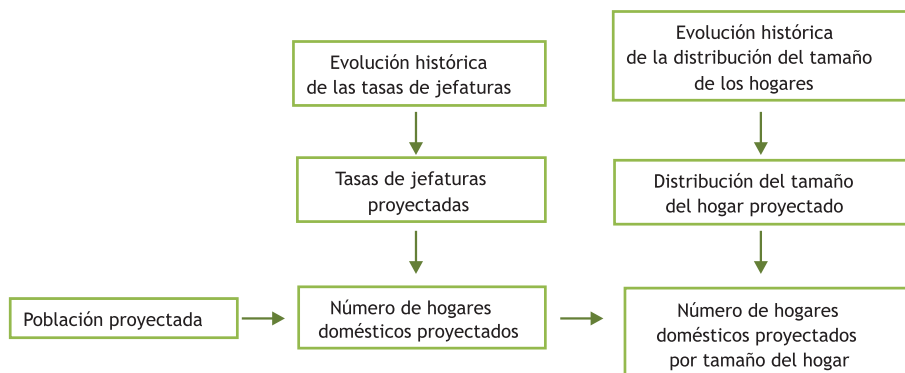 Evolución histórica
de las tasas de jefaturas
Evolución histórica
de la distribución del tamaño
de los hogares
Tasas de jefaturas
proyectadas
Distribución del tamaño
del hogar proyectado
Población proyectada
Número de hogares
domésticos proyectados
Número de hogares
domésticos proyectados
por tamaño del hogar